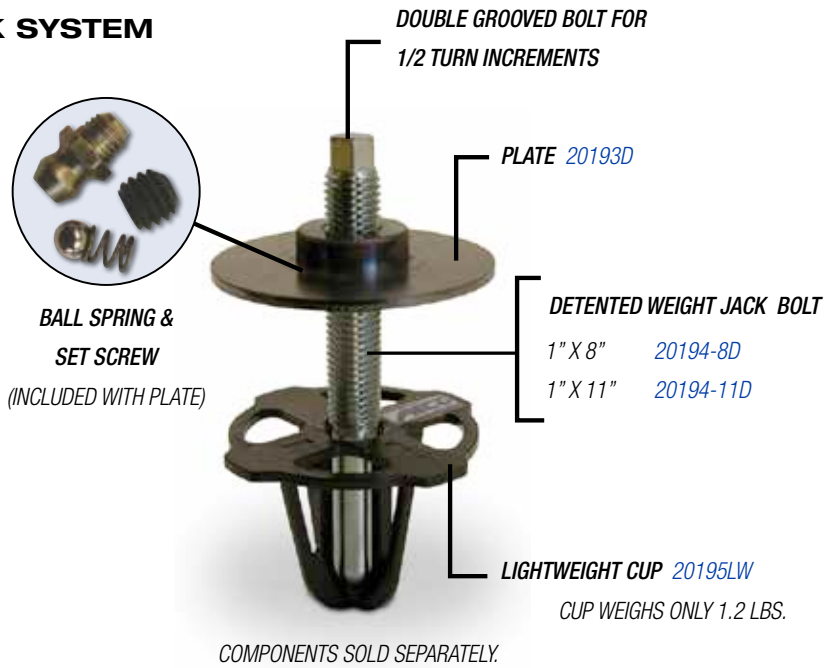 SYSTEM
DOUBLE GROOVED BOLT FOR
1/2 TURN INCREMENTS
PLATE 20193D
BALL SPRING &
SET SCREW
(INCLUDED WITH PLATE)
DETENTED WEIGHT JACK BOLT
1" X 8" 20194-8D
1" X 11" 20194-11D
LIGHTWEIGHT CUP 20195LW
CUP WEIGHS ONLY 1.2 LBS.
COMPONENTS SOLD SEPARATELY.